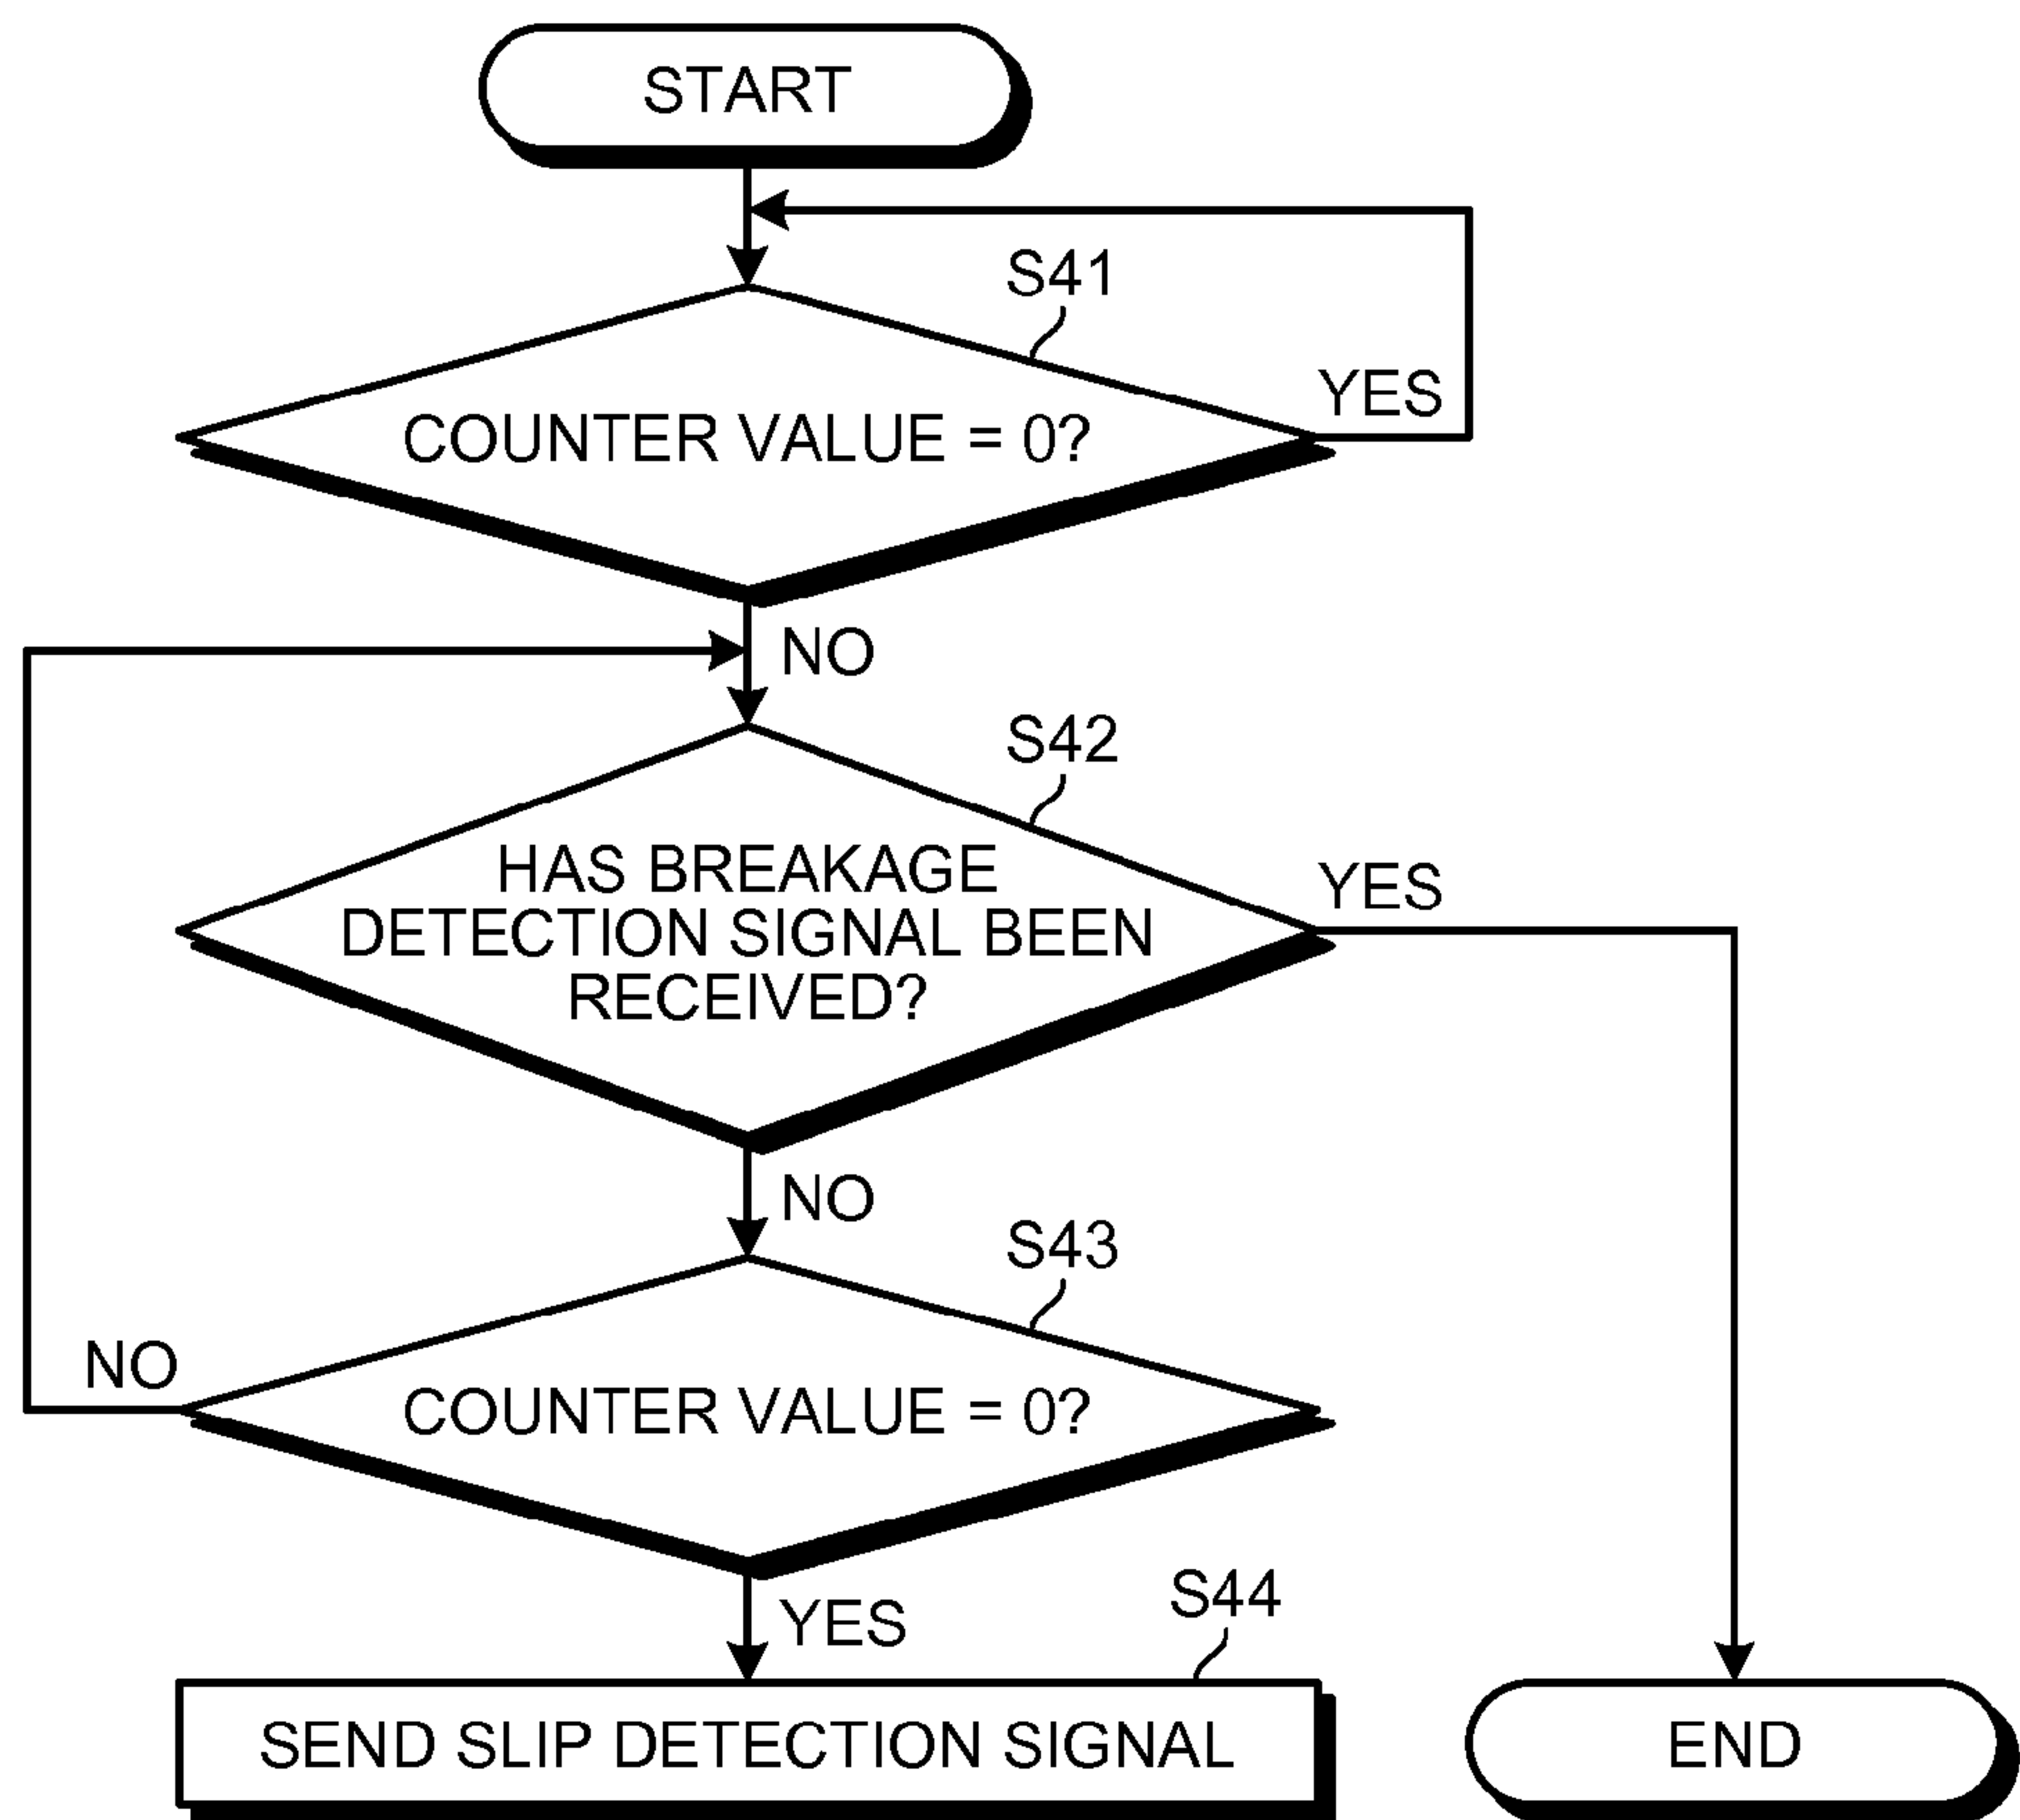 START
S41
COUNTER VALUE = 0?
YES
NO
S42
HAS BREAKAGE
DETECTION SIGNAL BEEN
RECEIVED?
YES
NO
S43
COUNTER VALUE = 0?
NO
YES
S44
SEND SLIP DETECTION SIGNAL
END